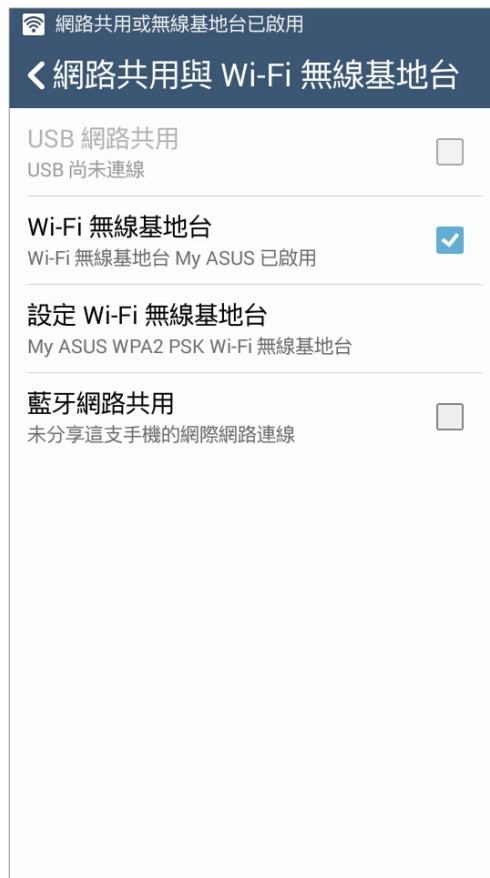 網路共用或無線基地台已啟用
網路共用與 Wi-Fi 無線基地台
USB 網路共用
USB 尚未連線
Wi-Fi 無線基地台
Wi-Fi 無線基地台 My ASUS 已啟用
設定 Wi-Fi 無線基地台
My ASUS WPA2 PSK Wi-Fi 無線基地台
藍牙網路共用
未分享這支手機的網際網路連線